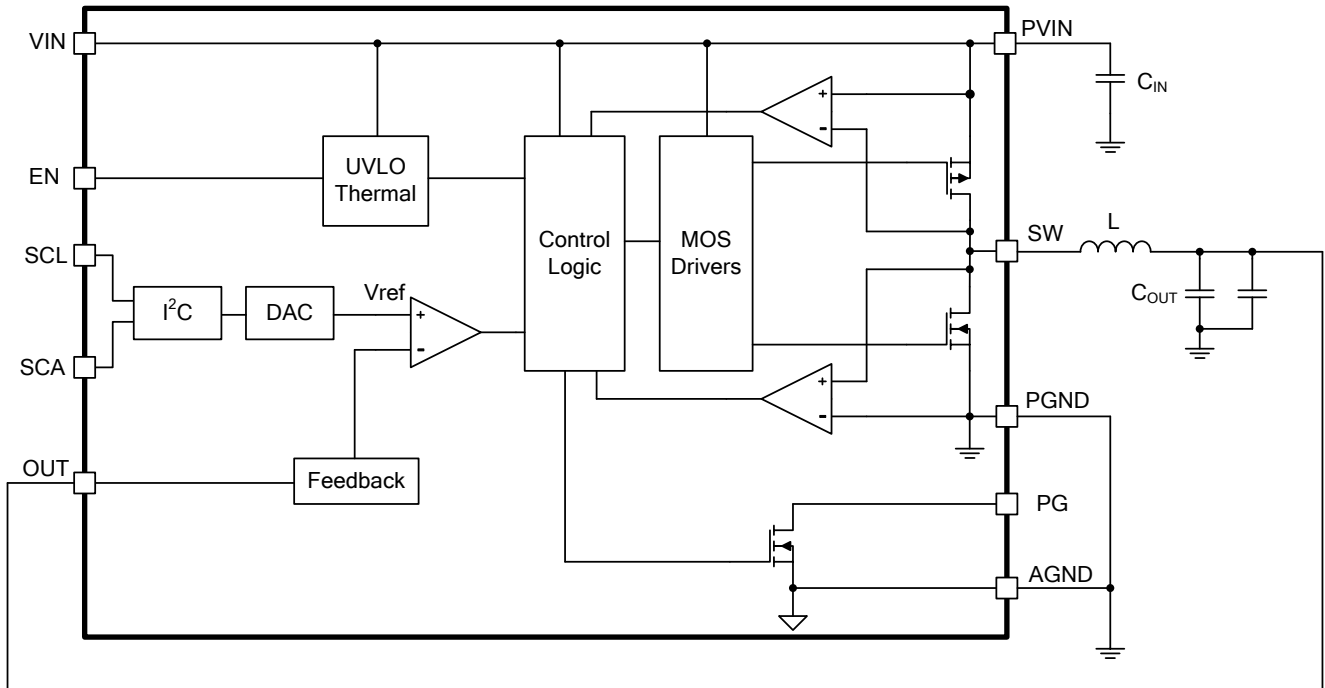 VIN
PVIN
+
-
C_IN
EN
UVLO
Thermal
Control
Logic
MOS
Drivers
SW
L
SCL
I²C
DAC
Vref
+
-
C_OUT
SCA
+
-
PGND
OUT
Feedback
PG
AGND